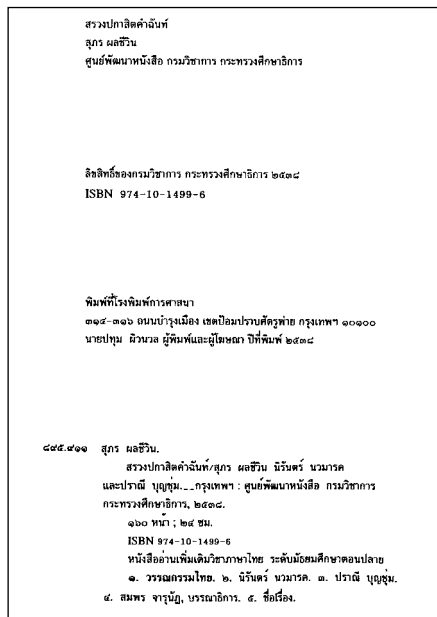 สรวงปกาสิตคำฉันท์
สุภร ผลชีวิน
ศูนย์พัฒนาหนังสือ กรมวิชาการ กระทรวงศึกษาธิการ
ลิขสิทธิ์ของกรมวิชาการ กระทรวงศึกษาธิการ ๒๕๓๘
ISBN 974-10-1499-6
พิมพ์ที่โรงพิมพ์การศาสนา
๓๑๔-๓๑๖ ถนนบำรุงเมือง เขตป้อมปราบศัตรูพ่าย กรุงเทพฯ ๑๐๑๐๐
นายปทุม ผิวนวล ผู้พิมพ์และผู้โฆษณา ปีที่พิมพ์ ๒๕๓๘
๘๙๕.๙๑๑ สุภร ผลชีวิน.
สรวงปกาสิตคำฉันท์/สุภร ผลชีวิน นิรันตร์ นวมารค
และปราณี บุญชุ่ม.__กรุงเทพฯ : ศูนย์พัฒนาหนังสือ กรมวิชาการ
กระทรวงศึกษาธิการ, ๒๕๓๘.
๑๖๐ หน้า ; ๒๔ ซม.
ISBN 974-10-1499-6
หนังสืออ่านเพิ่มเติมวิชาภาษาไทย ระดับมัธยมศึกษาตอนปลาย
๑. วรรณกรรมไทย. ๒. นิรันตร์ นวมารค. ๓. ปราณี บุญชุ่ม.
๔. สมพร จารุนัฎ, บรรณาธิการ. ๕. ชื่อเรื่อง.